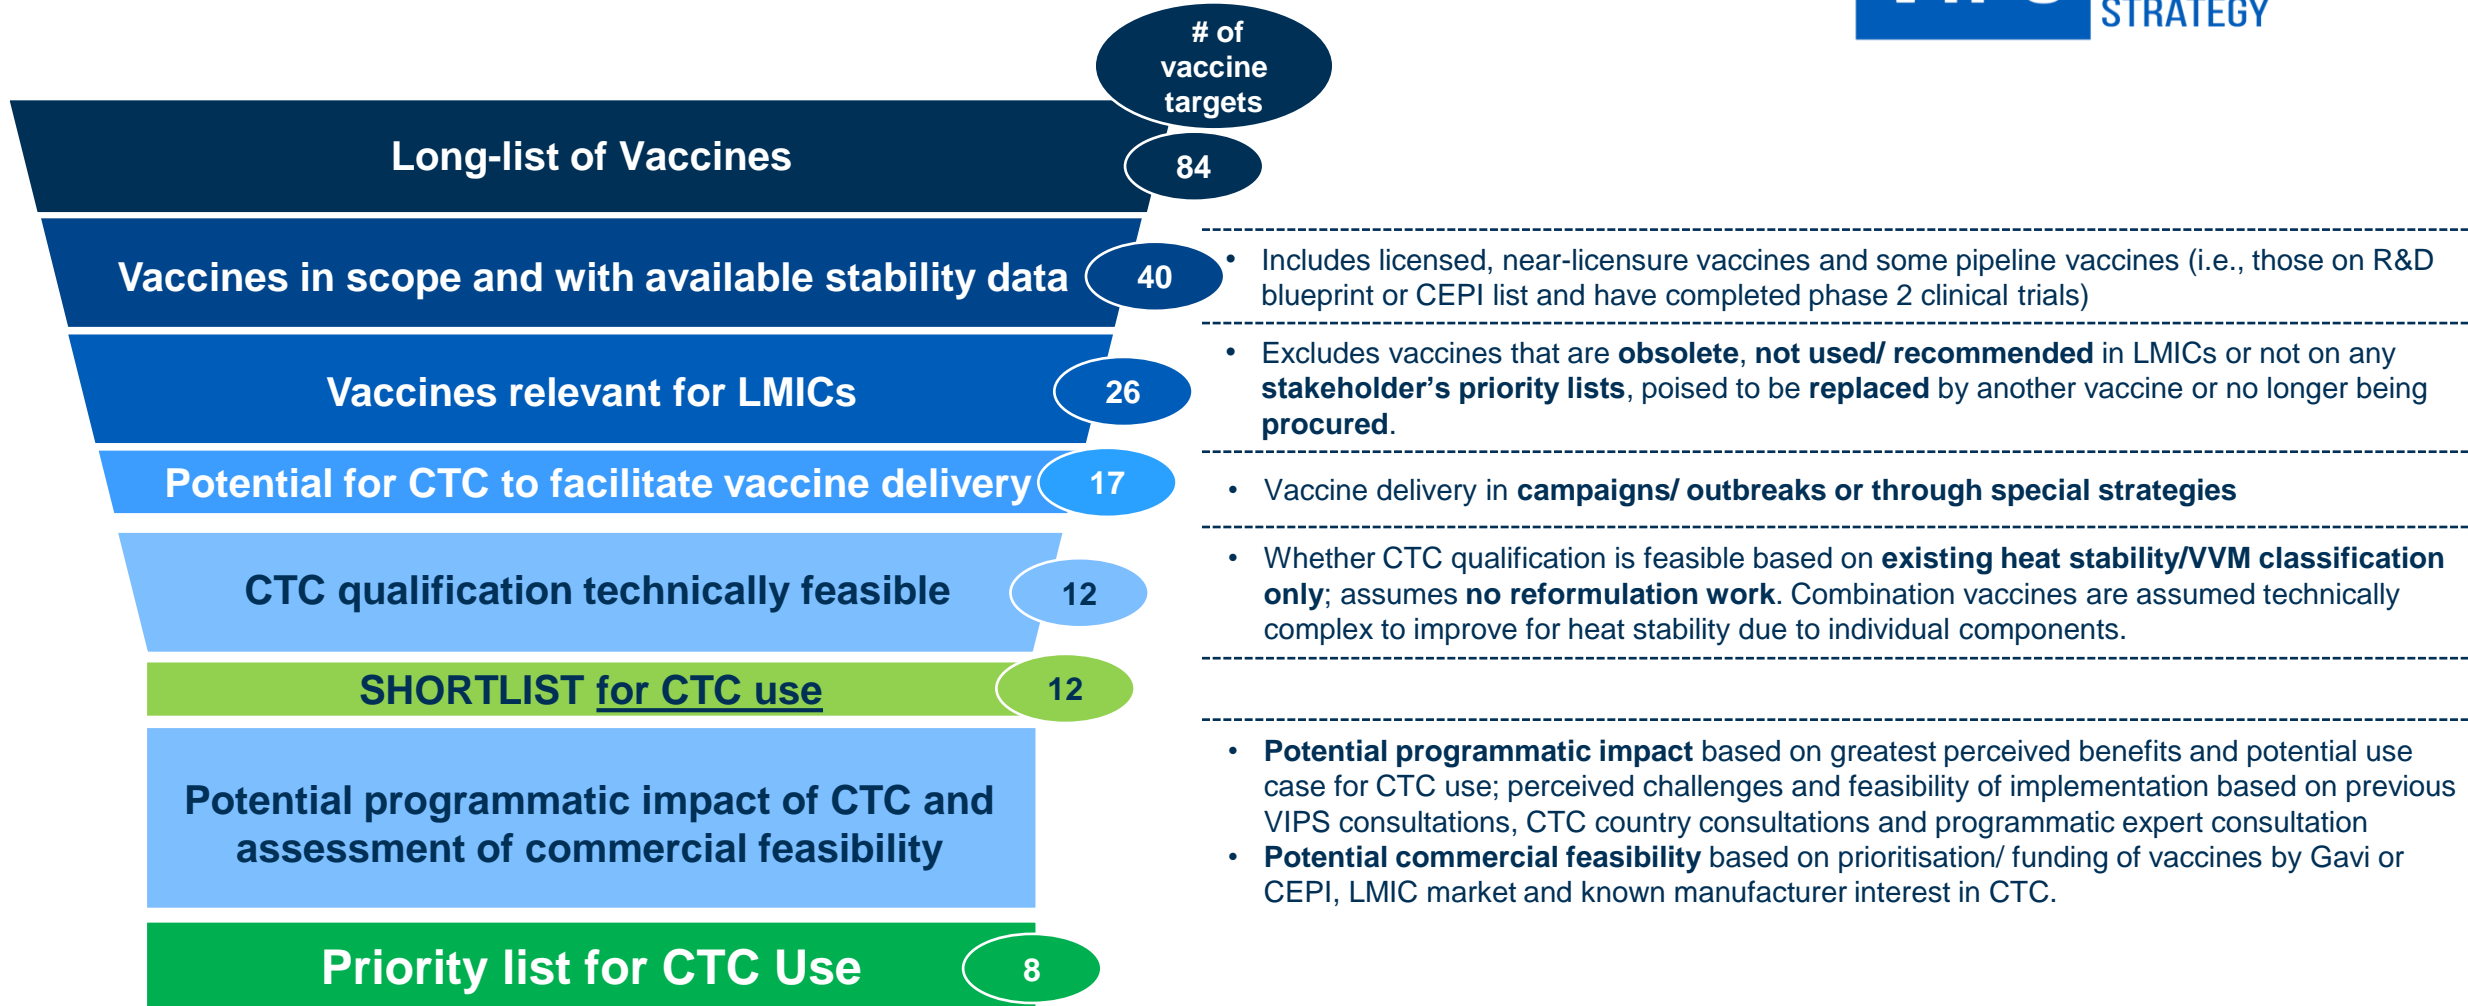 STRATEGY
# of
vaccine
targets
Long-list of Vaccines
84
Vaccines in scope and with available stability data
40
• Includes licensed, near-licensure vaccines and some pipeline vaccines (i.e., those on R&D
blueprint or CEPI list and have completed phase 2 clinical trials)
Vaccines relevant for LMICs
26
• Excludes vaccines that are obsolete, not used/ recommended in LMICs or not on any
stakeholder's priority lists, poised to be replaced by another vaccine or no longer being
procured.
Potential for CTC to facilitate vaccine delivery
17
• Vaccine delivery in campaigns/ outbreaks or through special strategies
CTC qualification technically feasible
12
• Whether CTC qualification is feasible based on existing heat stability/VVM classification
only; assumes no reformulation work. Combination vaccines are assumed technically
complex to improve for heat stability due to individual components.
SHORTLIST for CTC use
12
Potential programmatic impact of CTC and
assessment of commercial feasibility
• Potential programmatic impact based on greatest perceived benefits and potential use
case for CTC use; perceived challenges and feasibility of implementation based on previous
VIPS consultations, CTC country consultations and programmatic expert consultation
• Potential commercial feasibility based on prioritisation/ funding of vaccines by Gavi or
CEPI, LMIC market and known manufacturer interest in CTC.
Priority list for CTC Use
8